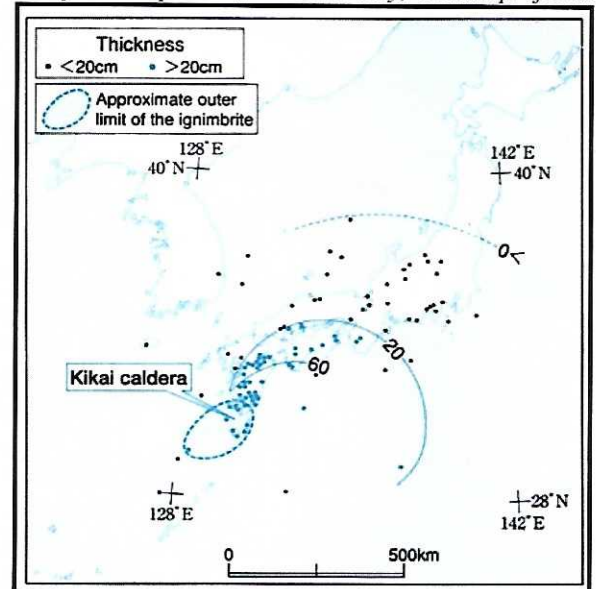 Thickness
• <20cm • >20cm
Approximate outer
limit of the ignimbrite
128°E
40°N
142°E
40°N
0<
20
60
Kikai caldera
128°E
28°N
142°E
0 500km